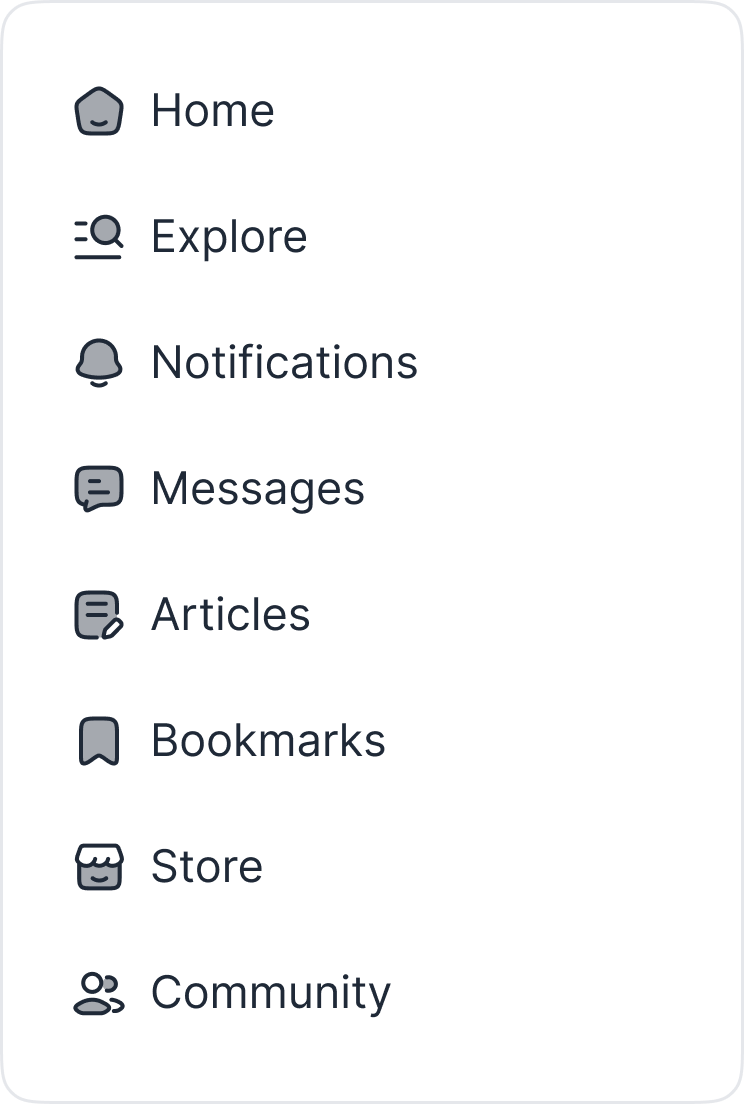 Home
Explore
Notifications
Messages
Articles
Bookmarks
Store
Community